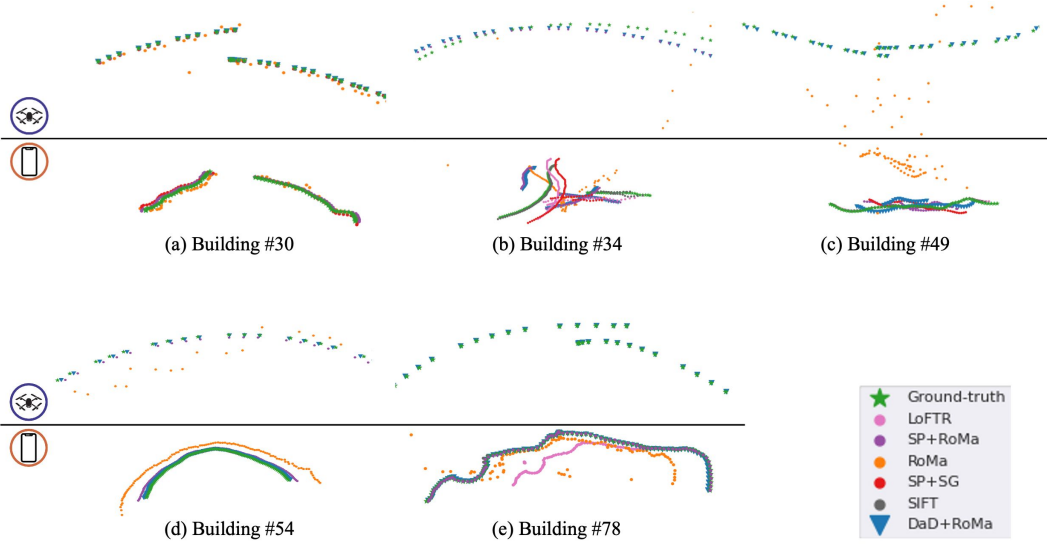 (a) Building #30
(b) Building #34
(c) Building #49
(d) Building #54
(e) Building #78
Ground-truth
LoFTR
SP+RoMa
RoMa
SP+SG
SIFT
DaD+RoMa